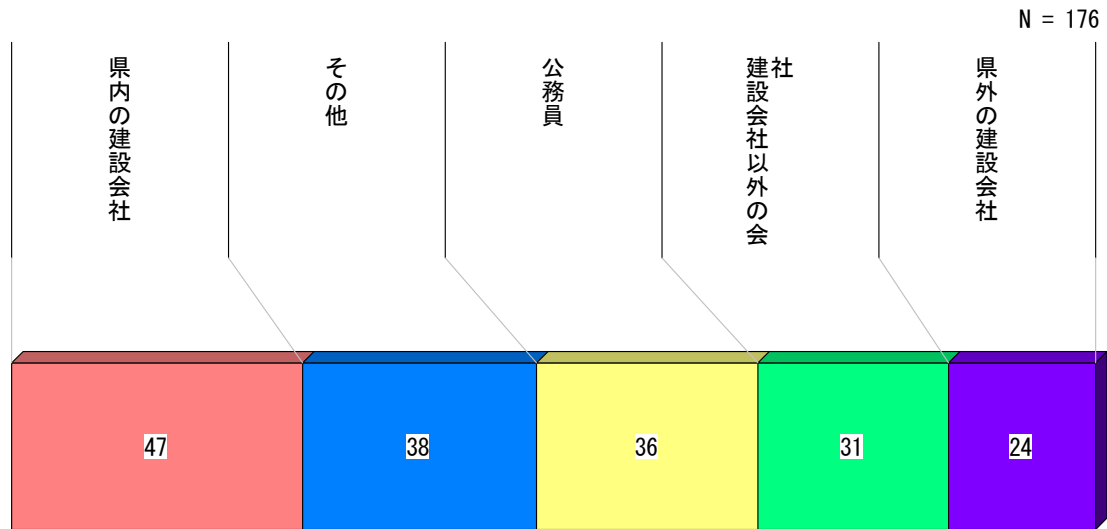 N = 176
県内の建設会社
その他
公務員
建設会社以外の会
社
県外の建設会社
47
38
36
31
24